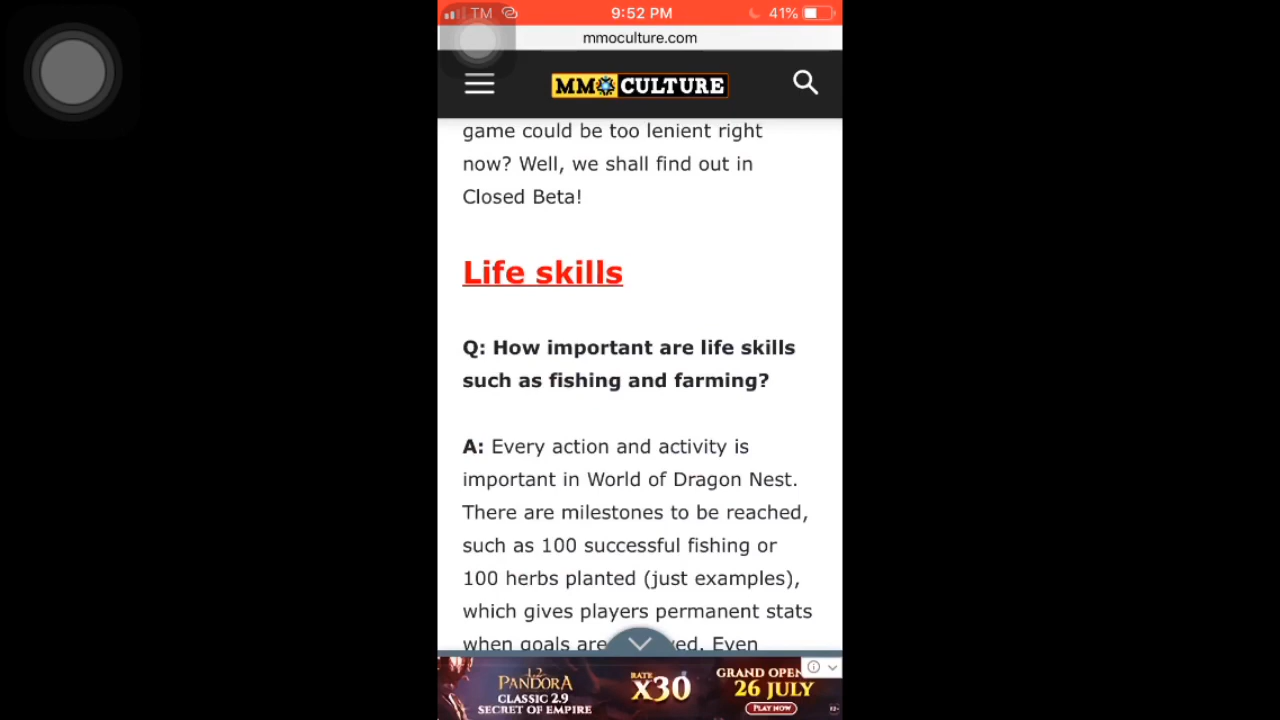 TM
9:52 PM
41%
mmoculture.com
MMOCULTURE
game could be too lenient right
now? Well, we shall find out in
Closed Beta!
Life skills
Q: How important are life skills
such as fishing and farming?
A: Every action and activity is
important in World of Dragon Nest.
There are milestones to be reached,
such as 100 successful fishing or
100 herbs planted (just examples),
which gives players permanent stats
when goals are ved. Even
L2
PANDORA
CLASSIC 2.9
SECRET OF EMPIRE
RATE
X30
GRAND OPEN
26 JULY
PLAY NOW